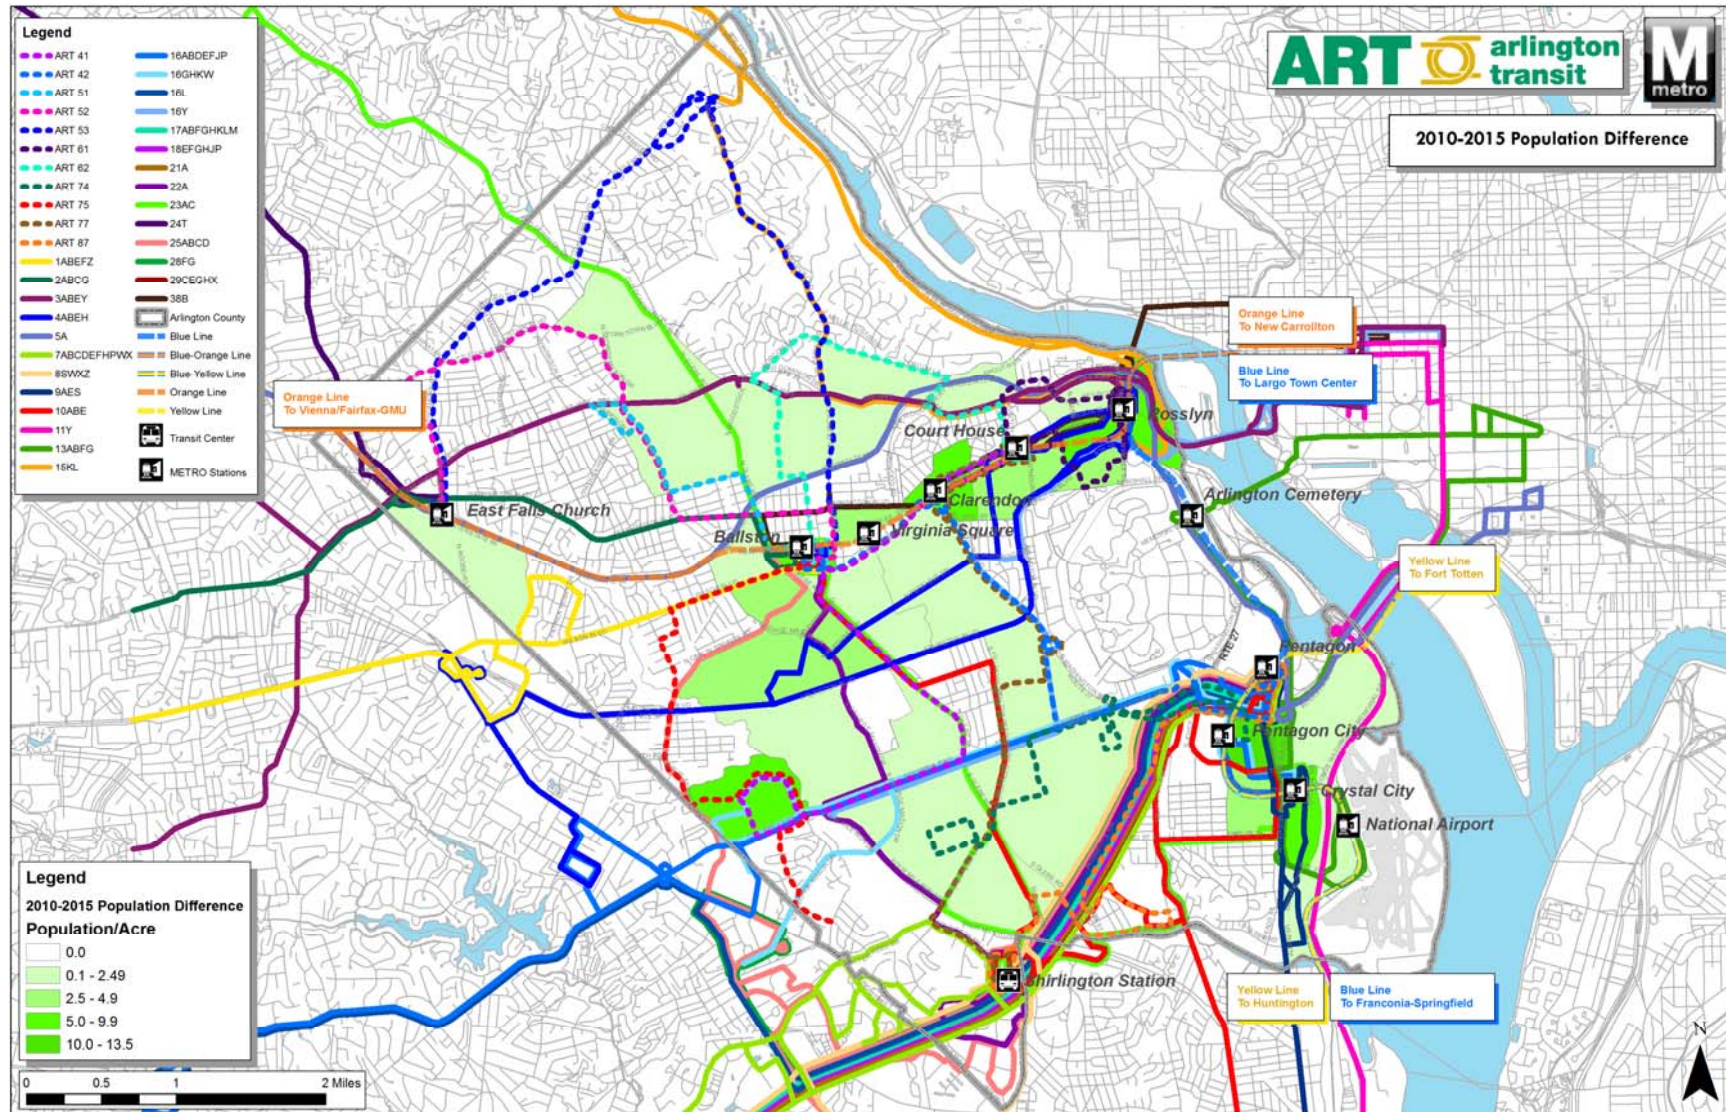 Legend
ART 41
ART 42
ART 51
ART 52
ART 53
ART 61
ART 62
ART 74
ART 75
ART 77
ART 87
1ABEFZ
2ABCG
3ABEY
4ABEH
5A
7ABCDEFHPWX
8SWXZ
9AES
10ABE
11Y
13ABFG
15KL
16ABDEFJP
16GHKW
16L
16Y
17ABFGHKLM
18EFGHJP
21A
22A
23AC
24T
25ABCD
28FG
29CEGHX
38B
Arlington County
Blue Line
Blue-Orange Line
Blue-Yellow Line
Orange Line
Yellow Line
Transit Center
METRO Stations
ART arlington
transit
M
metro
2010-2015 Population Difference
Orange Line
To New Carrollton
Blue Line
To Largo Town Center
Orange Line
To Vienna/Fairfax-GMU
Rosslyn
Court House
Clarendon
Arlington Cemetery
East Falls Church
Ballston
Virginia Square
Yellow Line
To Fort Totten
RTE 27
Pentagon
Pentagon City
Crystal City
National Airport
Shirlington Station
Yellow Line
To Huntington
Blue Line
To Franconia-Springfield
Legend
2010-2015 Population Difference
Population/Acre
0.0
0.1 - 2.49
2.5 - 4.9
5.0 - 9.9
10.0 - 13.5
0 0.5 1 2 Miles
N